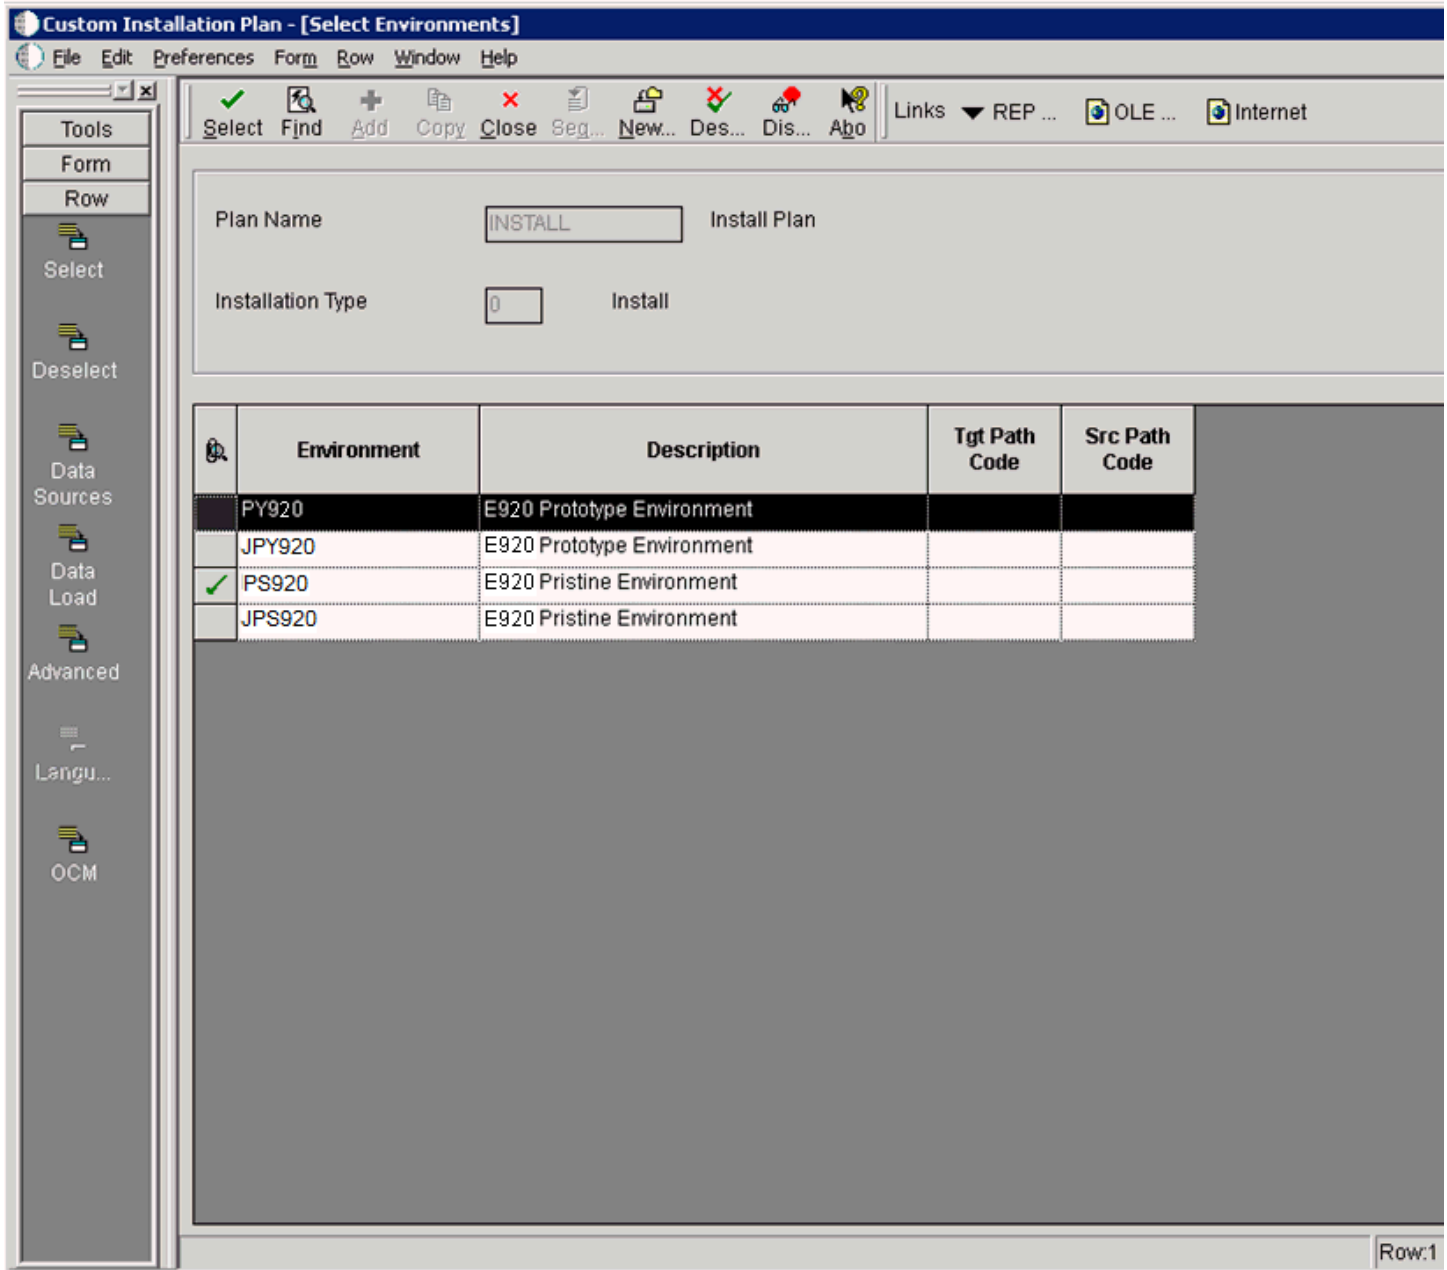 Custom Installation Plan - [Select Environments]
File Edit Preferences Form Row Window Help
Select Find Add Copy Close Seq... New... Des... Dis... Abo Links REP ... OLE ... Internet
Tools
Form
Row
Select
Deselect
Data
Sources
Data
Load
Advanced
Langu...
OCM
Plan Name INSTALL Install Plan
Installation Type 0 Install
Environment Description Tgt Path Code Src Path Code
PY920 E920 Prototype Environment
JPY920 E920 Prototype Environment
PS920 E920 Pristine Environment
JPS920 E920 Pristine Environment
Row:1